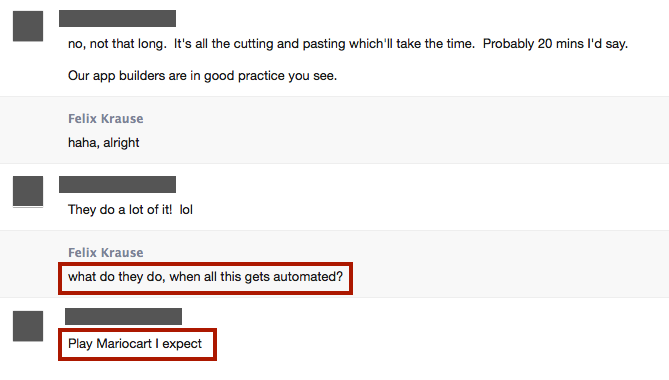 no, not that long.  It's all the cutting and pasting which'll take the time.  Probably 20 mins I'd say.
Our app builders are in good practice you see.
Felix Krause
haha, alright
They do a lot of it!  lol
Felix Krause
what do they do, when all this gets automated?
Play Mariocart I expect